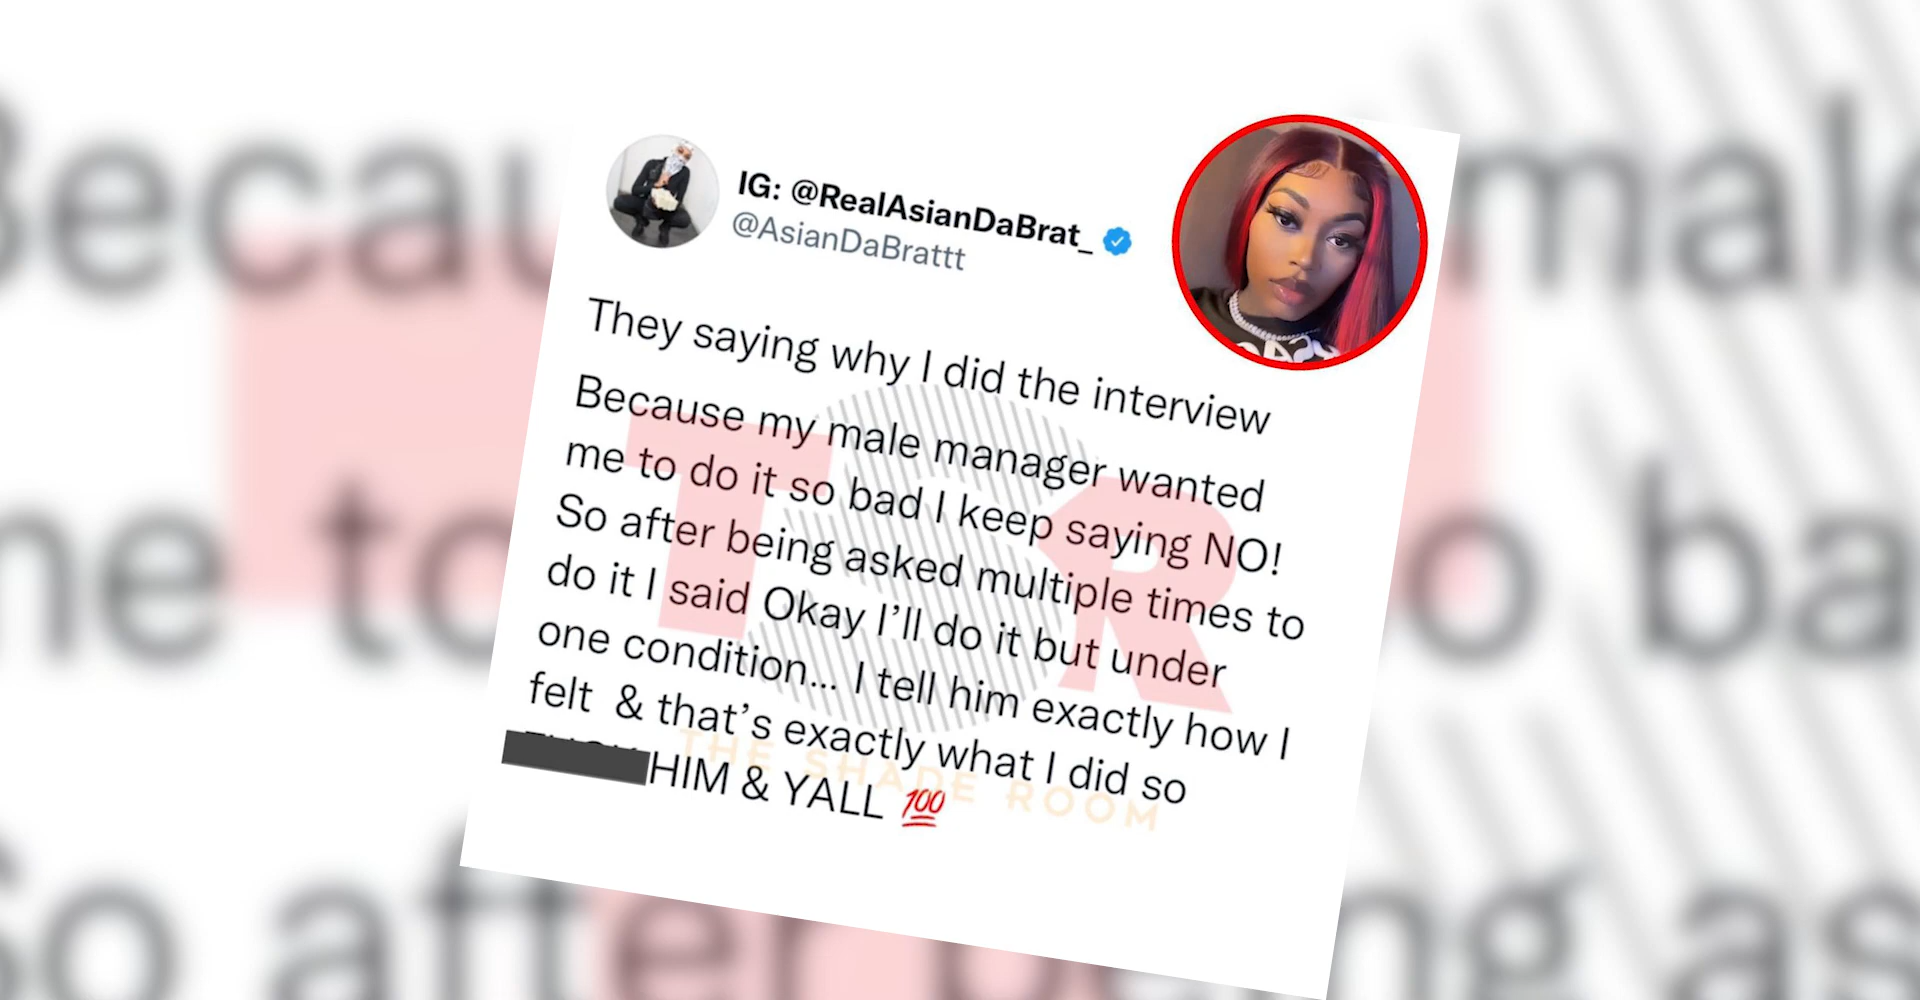 IG: @RealAsianDaBrat_
@AsianDaBrattt
They saying why I did the interview
Because my male manager wanted
me to do it so bad I keep saying NO!
So after being asked multiple times to
do it I said Okay I’ll do it but under
one condition... I tell him exactly how I
felt & that’s exactly what I did so
HIM & YALL 💯
TSR
THE SHADE ROOM